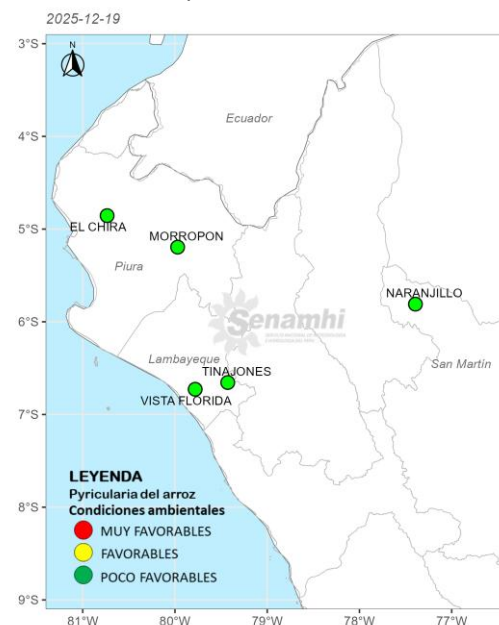 2025-12-19
N
3°S
4°S
5°S
6°S
7°S
8°S
9°S
Ecuador
EL CHIRA
MORROPON
Piura
NARANJILLO
Senamhi
Lambayeque
TINAJONES
San Martín
VISTA FLORIDA
LEYENDA
Pyricularia del arroz
Condiciones ambientales
MUY FAVORABLES
FAVORABLES
POCO FAVORABLES
81°W 80°W 79°W 78°W 77°W